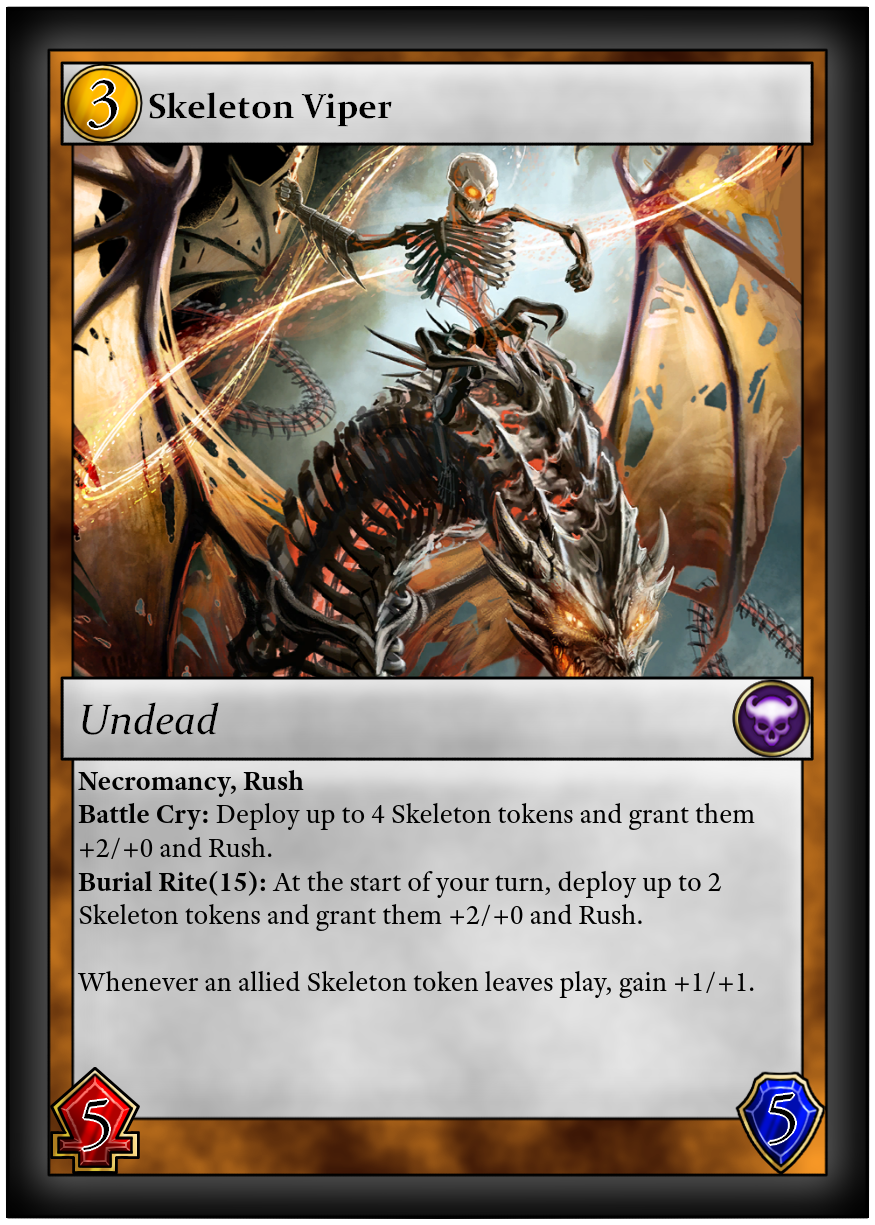 3 Skeleton Viper
Undead
Necromancy, Rush
Battle Cry: Deploy up to 4 Skeleton tokens and grant them
+2/+0 and Rush.
Burial Rite(15): At the start of your turn, deploy up to 2
Skeleton tokens and grant them +2/+0 and Rush.
Whenever an allied Skeleton token leaves play, gain +1/+1.
5 5